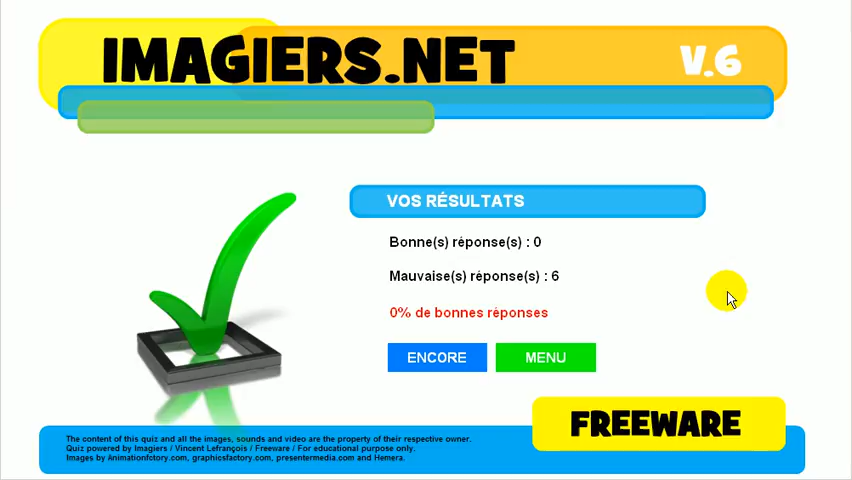 IMAGIERS.NET
V.6
VOS RÉSULTATS
Bonne(s) réponse(s) : 0
Mauvaise(s) réponse(s) : 6
0% de bonnes réponses
ENCORE
MENU
FREEWARE
The content of this quiz and all the images, sounds and video are the property of their respective owner.
Quiz powered by Imagiers / Vincent Lefrançois / Freeware / For educational purpose only.
Images by Animationfctory.com, graphicsfactory.com, presentermedia.com and Hemera.